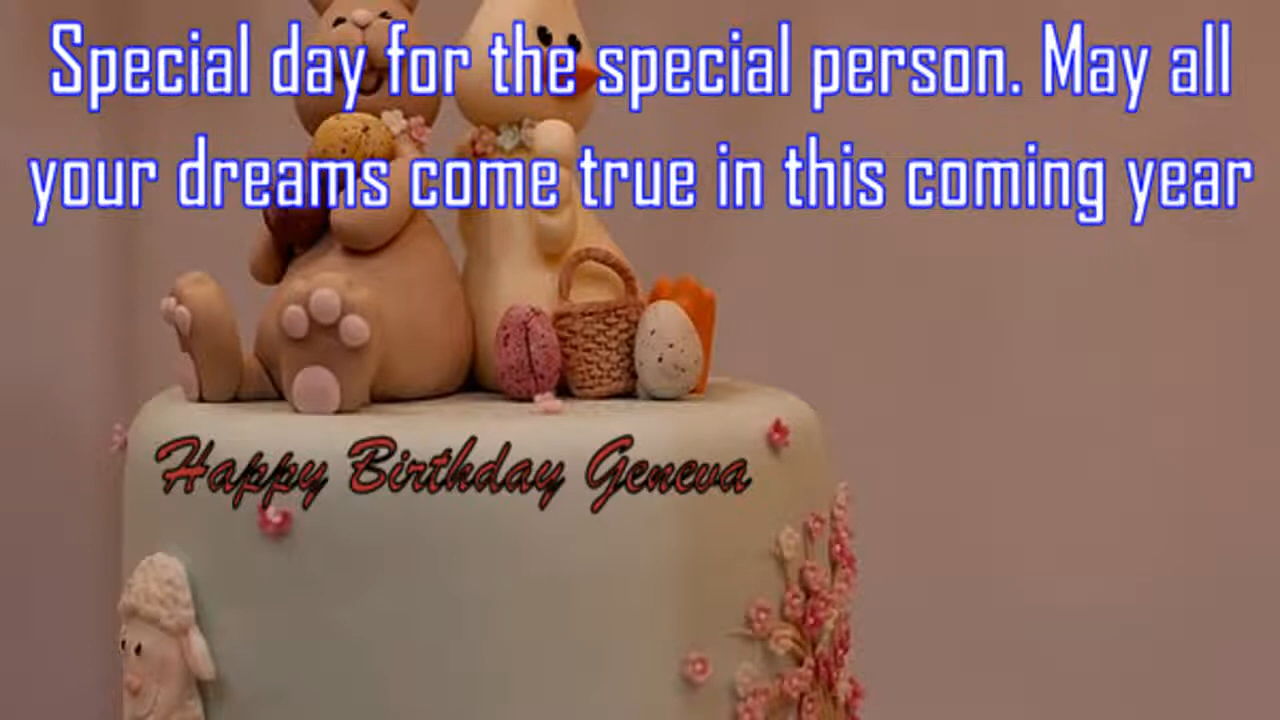 Special day for the special person. May all
your dreams come true in this coming year
Happy Birthday Geneva